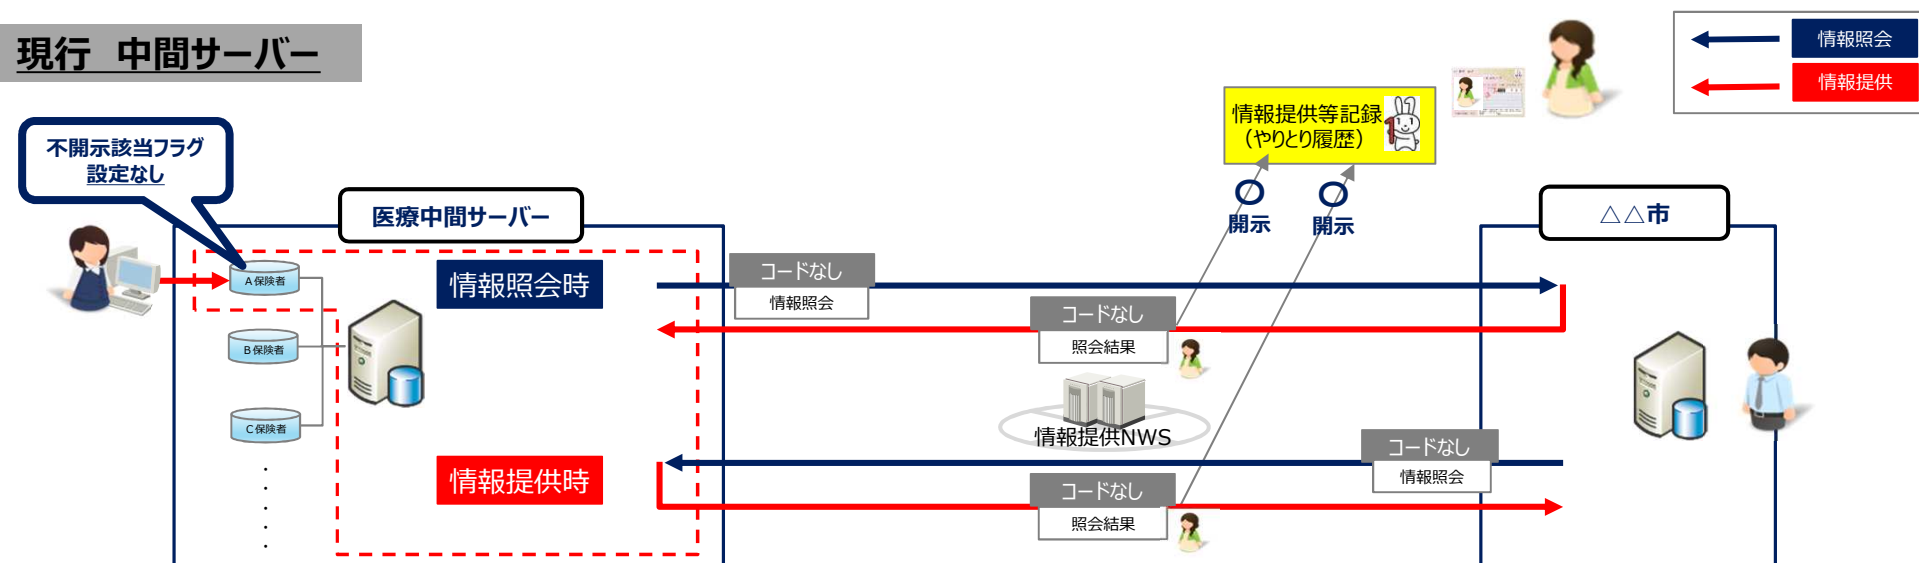 現行　中間サーバー
情報照会
情報提供
情報提供等記録
（やりとり履歴）
不開示該当フラグ
設定なし
医療中間サーバー
△△市
開示
開示
A保険者
B保険者
C保険者
情報照会時
コードなし
情報照会
コードなし
照会結果
情報提供NWS
情報提供時
コードなし
情報照会
コードなし
照会結果